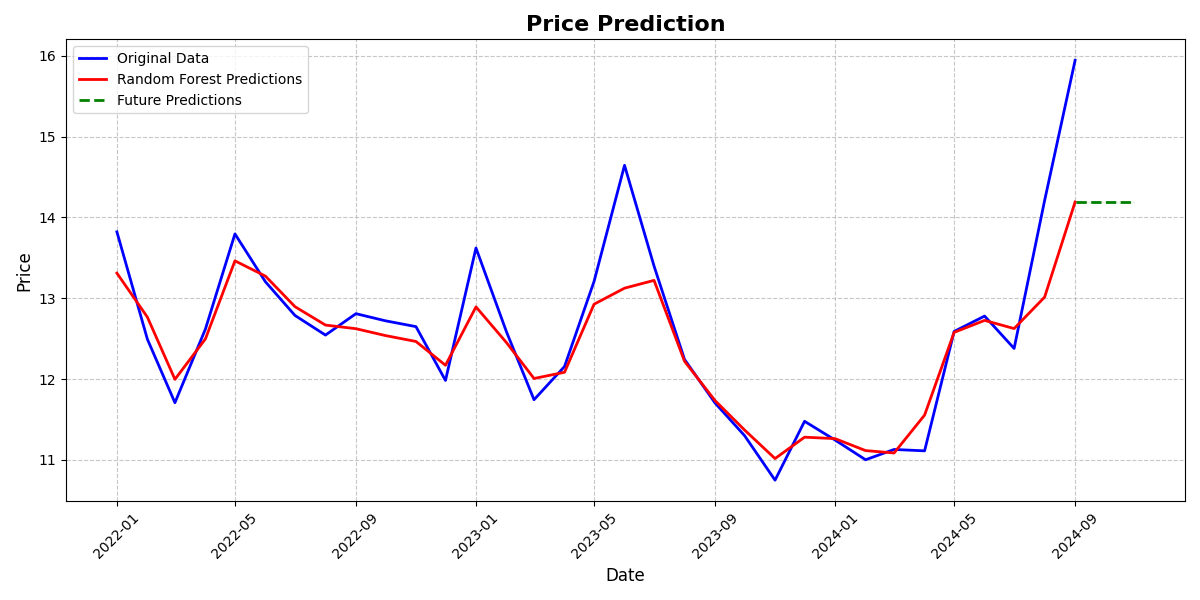 Price Prediction
Original Data
Random Forest Predictions
Future Predictions
Price
16
15
14
13
12
11
2022-01
2022-05
2022-09
2023-01
2023-05
2023-09
2024-01
2024-05
2024-09
Date